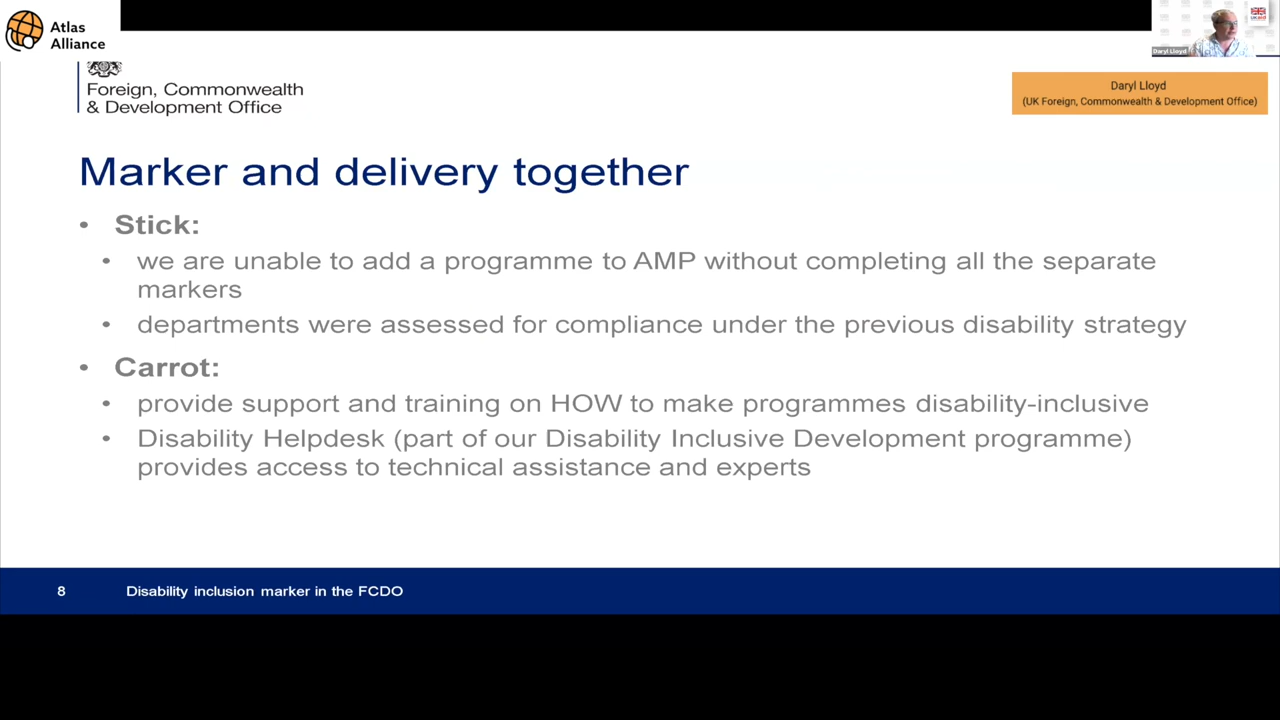 Atlas
Alliance
Daryl Lloyd
Foreign, Commonwealth
& Development Office
Daryl Lloyd
(UK Foreign, Commonwealth & Development Office)
Marker and delivery together
• Stick:
• we are unable to add a programme to AMP without completing all the separate
markers
• departments were assessed for compliance under the previous disability strategy
• Carrot:
• provide support and training on HOW to make programmes disability-inclusive
• Disability Helpdesk (part of our Disability Inclusive Development programme)
provides access to technical assistance and experts
8 Disability inclusion marker in the FCDO